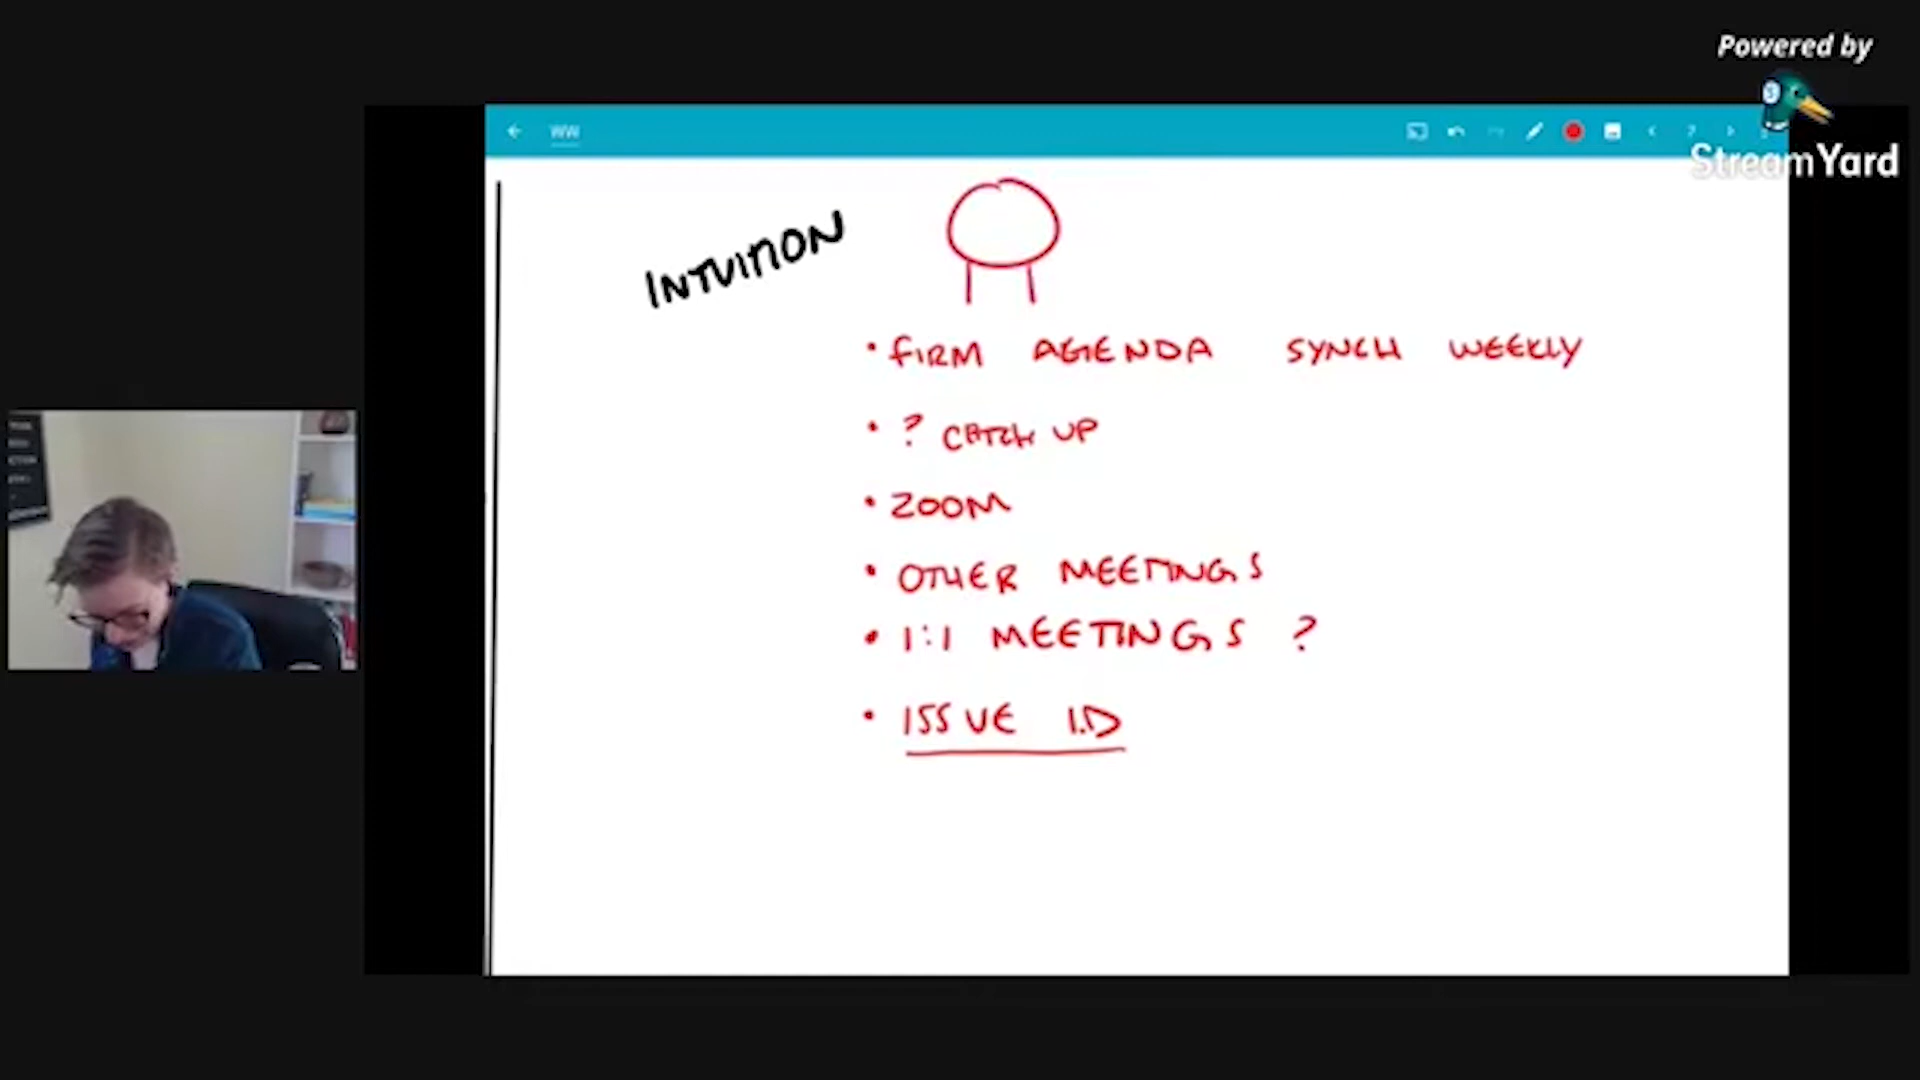 Powered by
StreamYard
WW
INTUITION
• FIRM AGENDA SYNCH WEEKLY
• ? CATCH UP
• ZOOM
• OTHER MEETINGS
• 1:1 MEETINGS ?
• ISSUE I.D